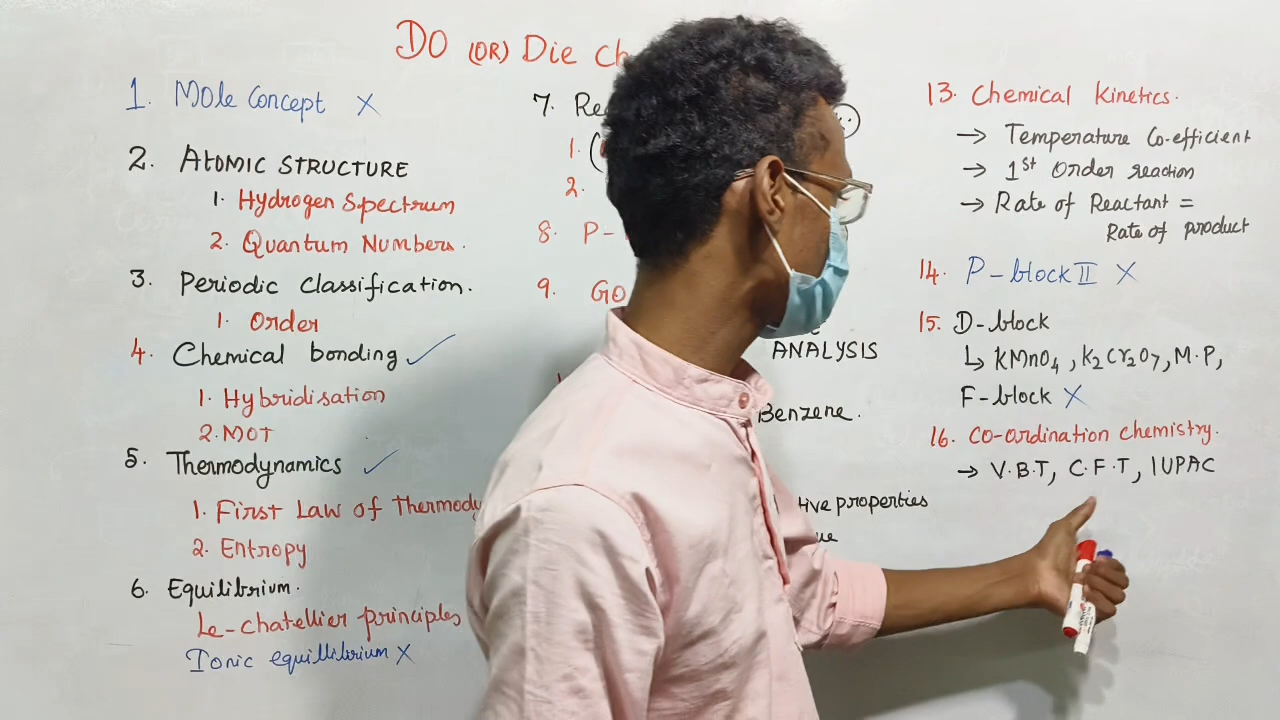 DO (OR) Die Ch
1. Mole Concept X
2. ATOMIC STRUCTURE
1. Hydrogen Spectrum
2. Quantum Numbers.
3. Periodic Classification.
1. Order
4. Chemical bonding ✓
1. Hybridisation
2. MOT
5. Thermodynamics ✓
1. First Law of Thermody
2. Entropy
6. Equilibrium.
Le-chatellier principles
Ionic equillibrium X
7. Re
1. (
2.
8. P-
9. GO
ANALYSIS
Benzene.
tive properties
ue
13. Chemical Kinetics.
→ Temperature Co-efficient
→ 1st Order reaction
→ Rate of Reactant =
Rate of product
14. P-block II X
15. D-block
↳ KMnO4, K2Cr2O7, M.P,
F-block X
16. Co-ordination chemistry.
→ V.B.T, C.F.T, IUPAC